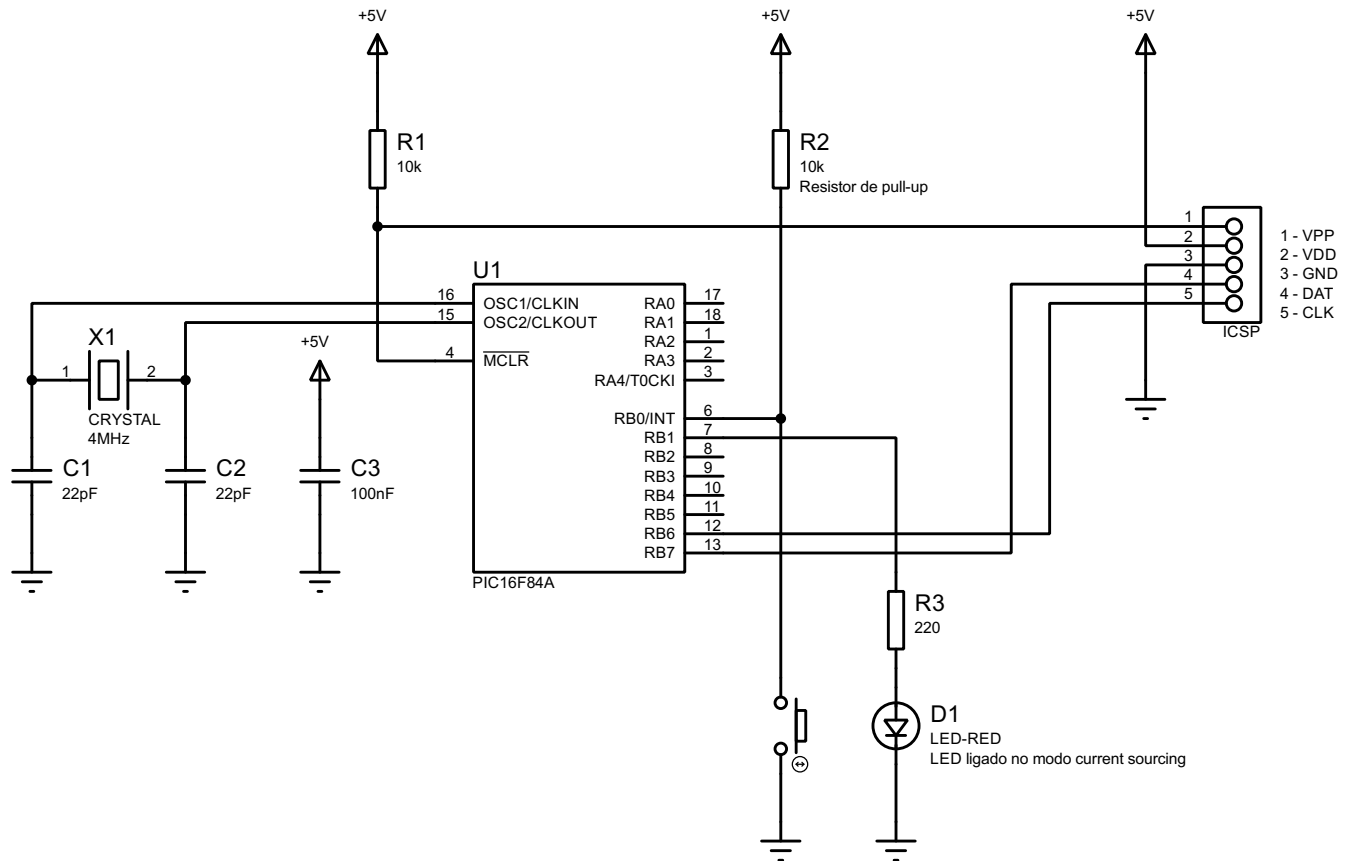 +5V
+5V
+5V
R1
10k
R2
10k
Resistor de pull-up
1
2
3
4
5
1 - VPP
2 - VDD
3 - GND
4 - DAT
5 - CLK
ICSP
U1
16
15
4
OSC1/CLKIN
OSC2/CLKOUT
MCLR
RA0
RA1
RA2
RA3
RA4/T0CKI
RB0/INT
RB1
RB2
RB3
RB4
RB5
RB6
RB7
17
18
1
2
3
6
7
8
9
10
11
12
13
PIC16F84A
X1
1
2
CRYSTAL
4MHz
+5V
C1
22pF
C2
22pF
C3
100nF
R3
220
D1
LED-RED
LED ligado no modo current sourcing